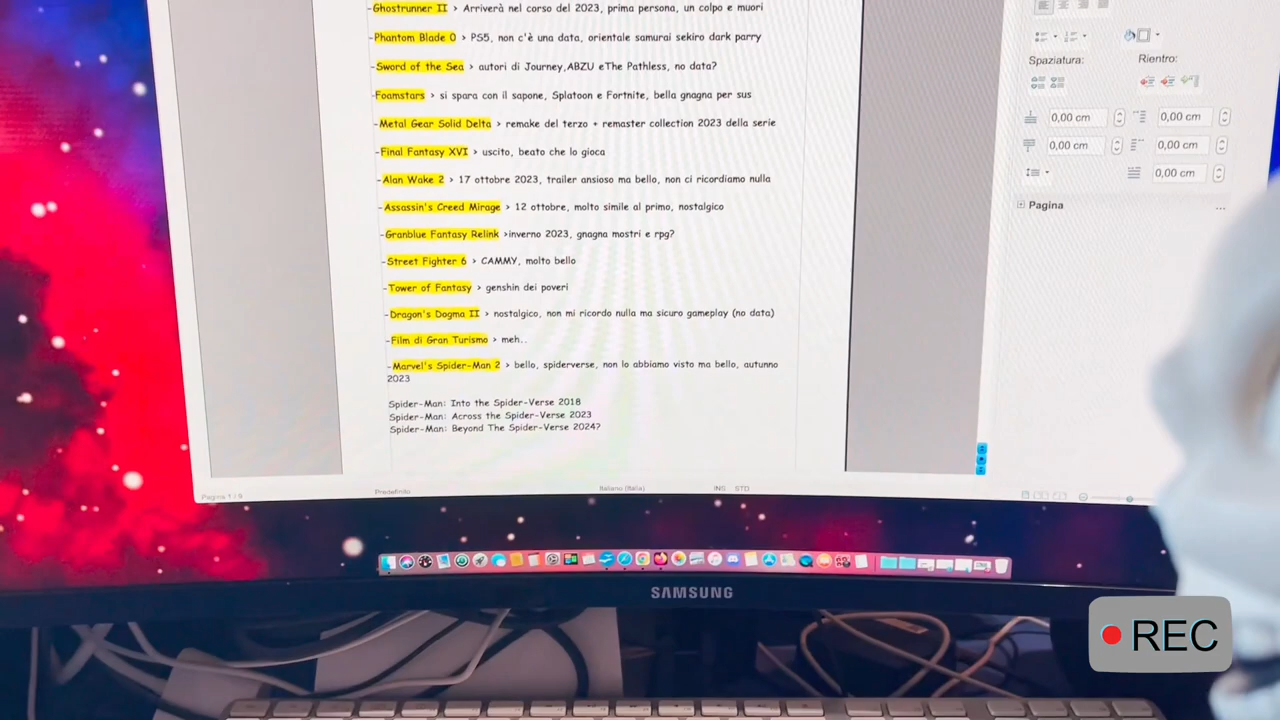 -Ghostrunner II > Arriverà nel corso del 2023, prima persona, un colpo e muori
-Phantom Blade 0 > PS5, non c'è una data, orientale samurai sekiro dark parry
-Sword of the Sea > autori di Journey,ABZU eThe Pathless, no data?
-Foamstars > si spara con il sapone, Splatoon e Fortnite, bella gnagna per sus
-Metal Gear Solid Delta > remake del terzo + remaster collection 2023 della serie
-Final Fantasy XVI > uscito, beato che lo gioca
-Alan Wake 2 > 17 ottobre 2023, trailer ansioso ma bello, non ci ricordiamo nulla
-Assassin's Creed Mirage > 12 ottobre, molto simile al primo, nostalgico
-Granblue Fantasy Relink >inverno 2023, gnagna mostri e rpg?
-Street Fighter 6 > CAMMY, molto bello
-Tower of Fantasy > genshin dei poveri
-Dragon's Dogma II > nostalgico, non mi ricordo nulla ma sicuro gameplay (no data)
-Film di Gran Turismo > meh..
-Marvel's Spider-Man 2 > bello, spiderverse, non lo abbiamo visto ma bello, autunno
2023
Spider-Man: Into the Spider-Verse 2018
Spider-Man: Across the Spider-Verse 2023
Spider-Man: Beyond The Spider-Verse 2024?
Spaziatura: Rientro:
0,00 cm 0,00 cm
0,00 cm 0,00 cm
0,00 cm
Pagina
Predefinito Italiano (Italia) INS STD
SAMSUNG
REC